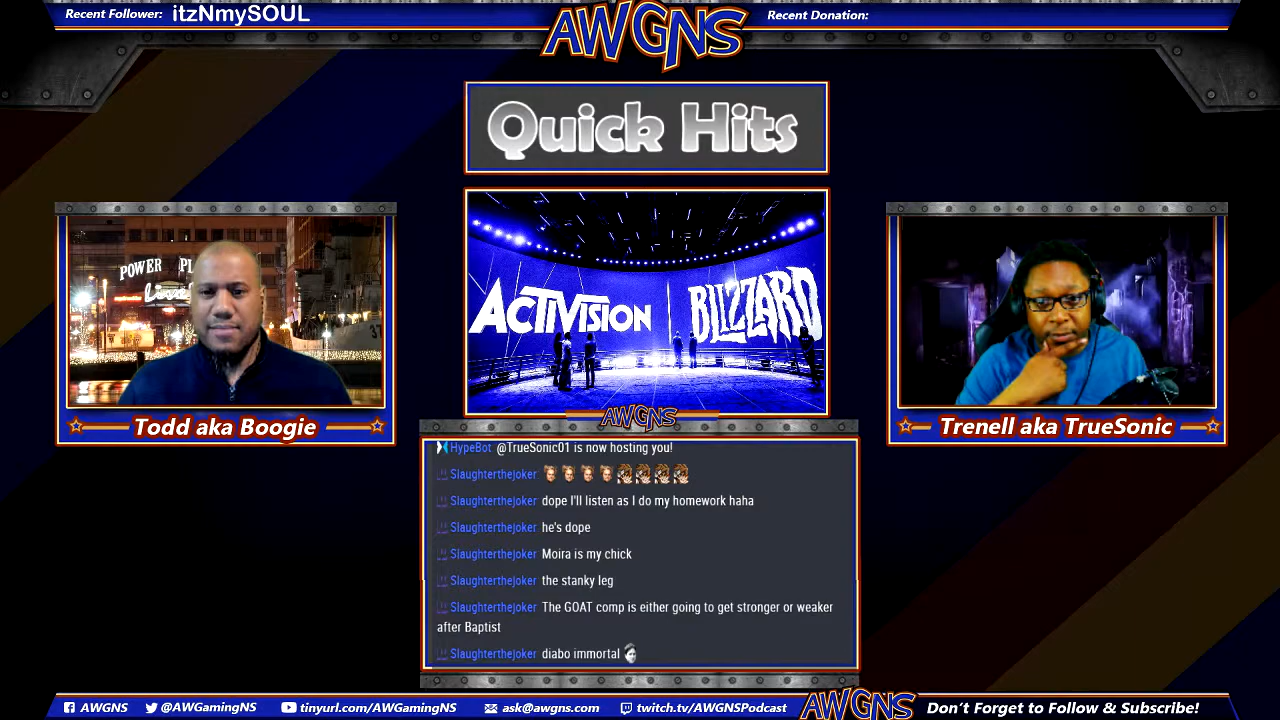 Recent Follower: itzNmySOUL
AWGNS
Recent Donation:
Quick Hits
POWER PL
Live
37
ACTIVISION BLIZZARD
Todd aka Boogie
AWGNS
Trenell aka TrueSonic
HypeBot @TrueSonic01 is now hosting you!
Slaughterthejoker
Slaughterthejoker dope I'll listen as I do my homework haha
Slaughterthejoker he's dope
Slaughterthejoker Moira is my chick
Slaughterthejoker the stanky leg
Slaughterthejoker The GOAT comp is either going to get stronger or weaker
after Baptist
Slaughterthejoker diabo immortal
AWGNS @AWGamingNS tinyurl.com/AWGamingNS ask@awgns.com twitch.tv/AWGNSPodcast AWGNS Don't Forget to Follow & Subscribe!